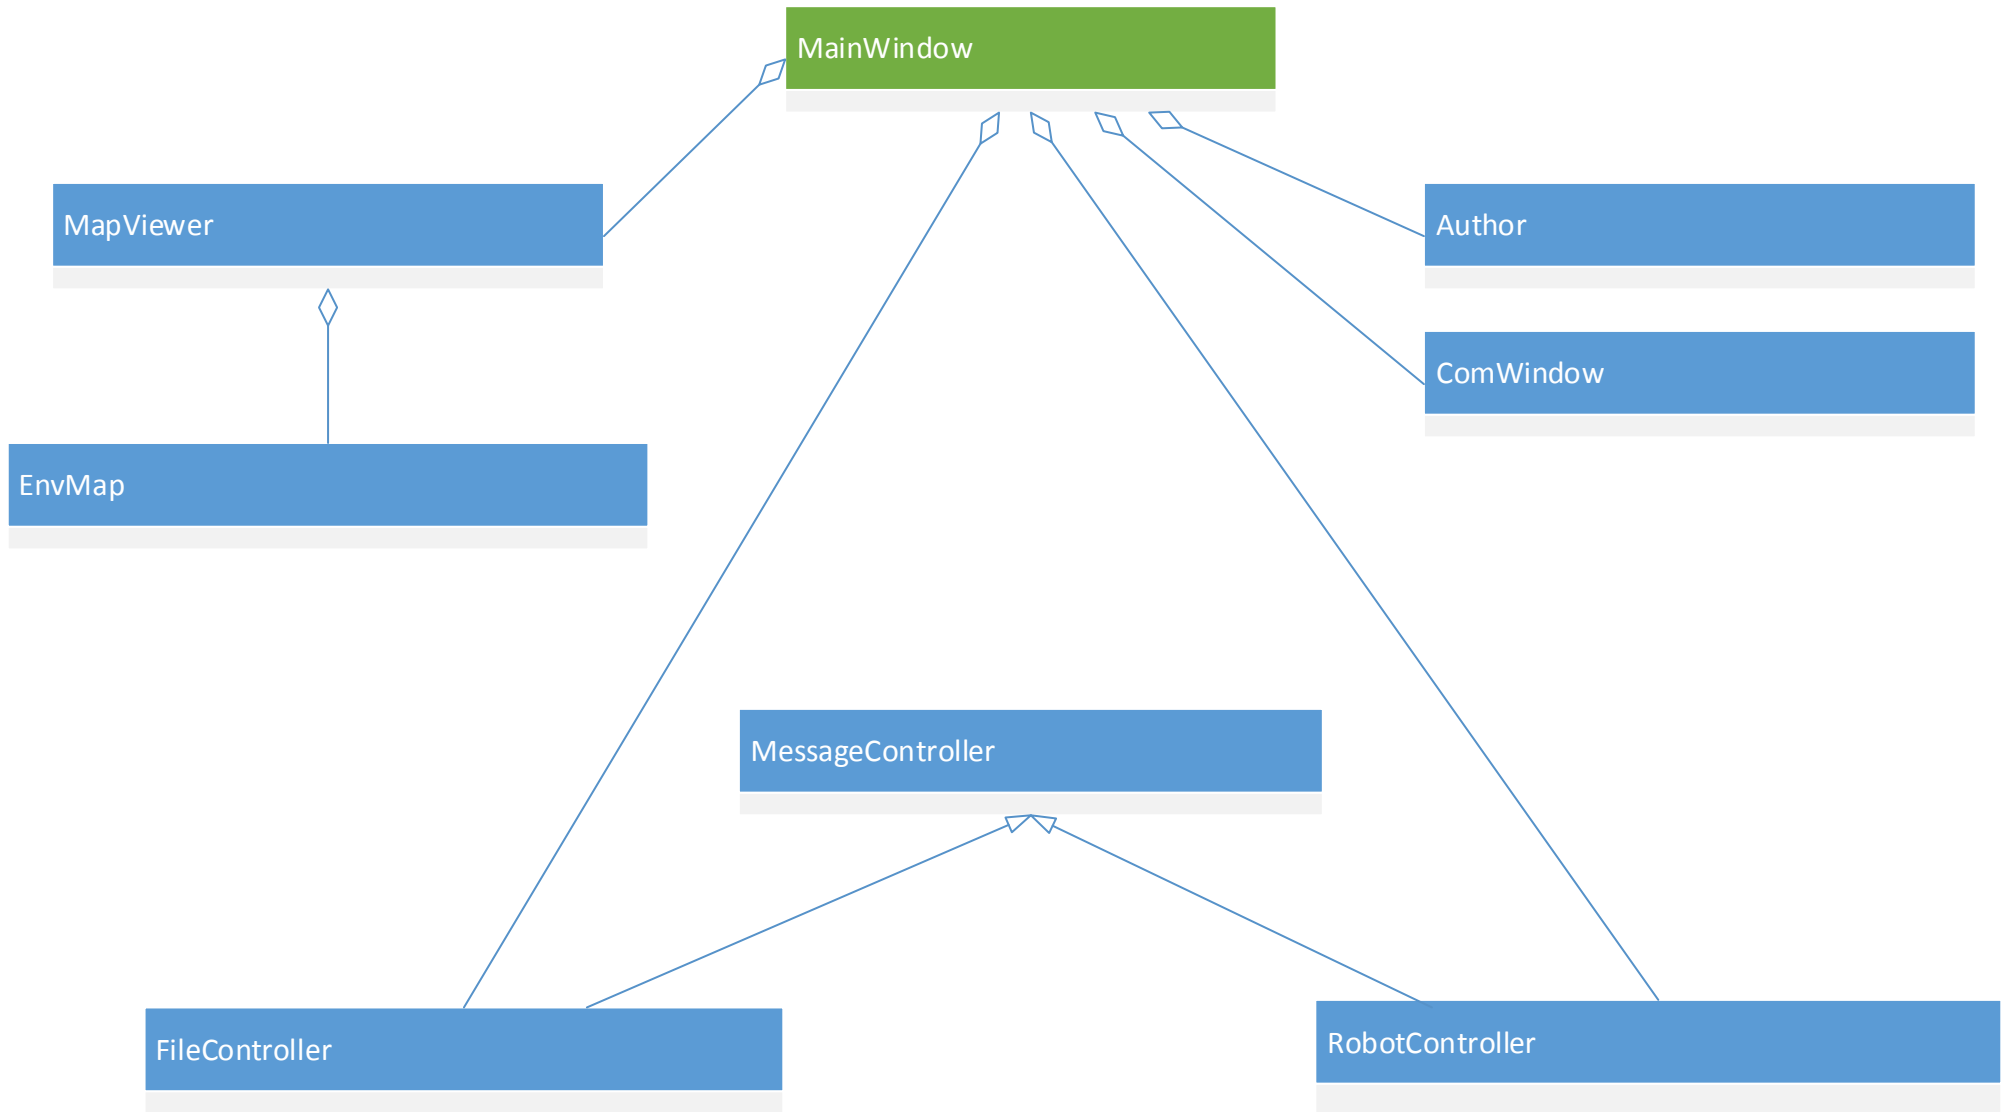 MainWindow
MapViewer
Author
ComWindow
EnvMap
MessageController
FileController
RobotController